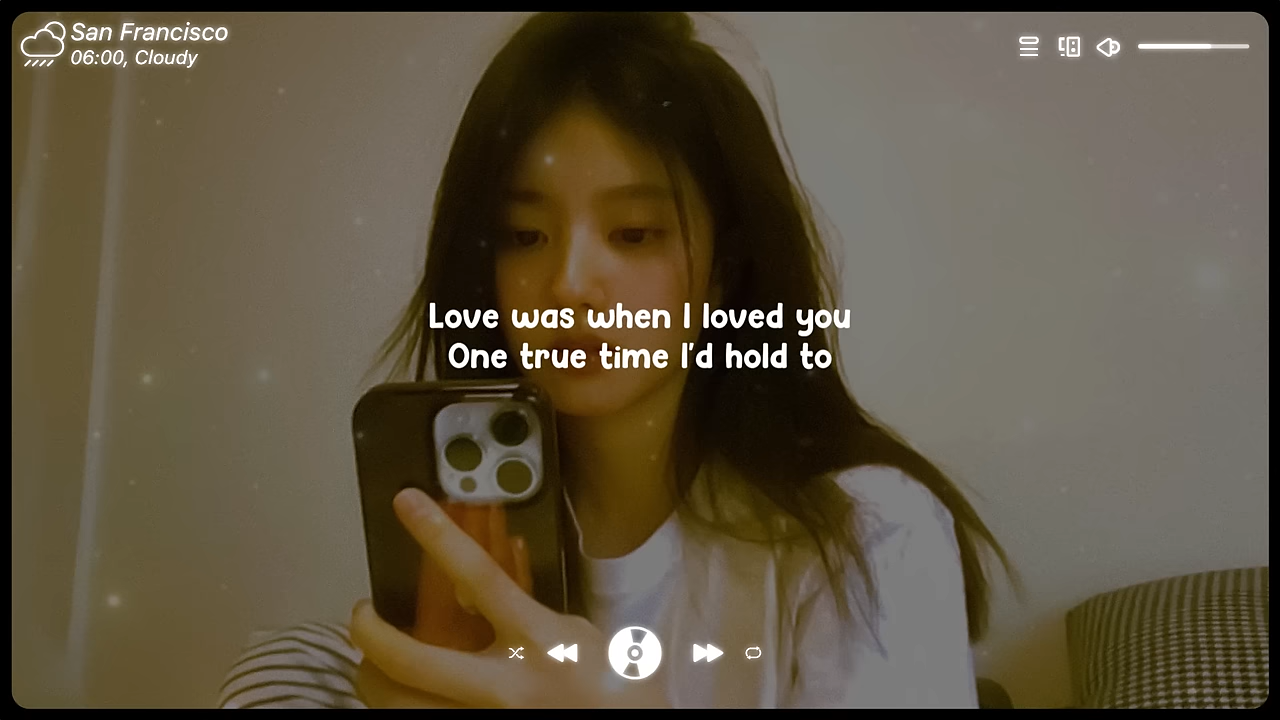 San Francisco
06:00, Cloudy
Love was when I loved you
One true time I'd hold to